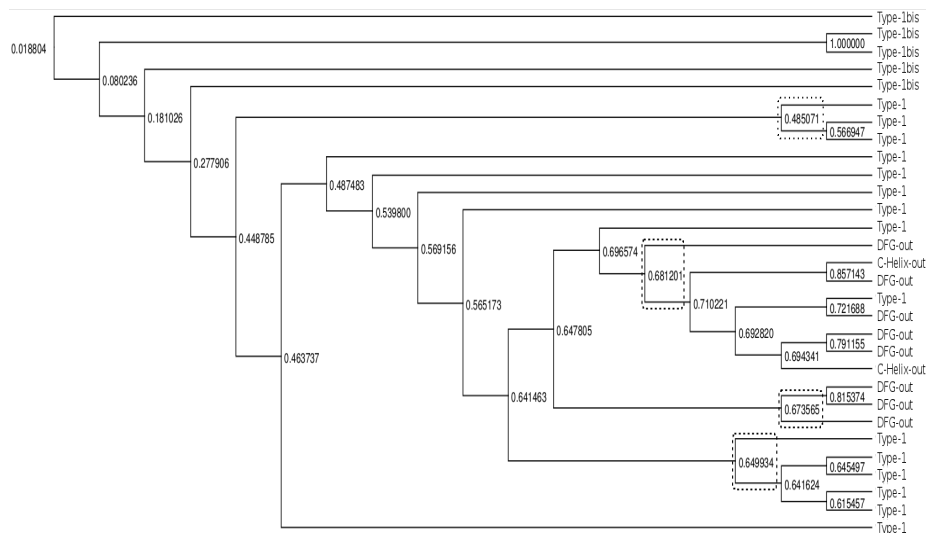 Type-1bis
Type-1bis
0.018804
1.000000
Type-1bis
Type-1bis
0.080236
Type-1bis
Type-1
0.181026
0.485071
Type-1
0.566947
Type-1
Type-1
0.277906
Type-1
0.487483
Type-1
0.539800
Type-1
Type-1
0.448785
DFG-out
0.569156
0.696574
C-Helix-out
0.681201
0.857143
DFG-out
Type-1
0.565173
0.710221
0.721688
DFG-out
0.647805
0.692820
DFG-out
0.791155
DFG-out
0.463737
0.694341
C-Helix-out
DFG-out
0.641463
0.815374
DFG-out
0.673565
DFG-out
Type-1
Type-1
0.649934
0.645497
Type-1
0.641624
Type-1
0.615457
Type-1
Type-1